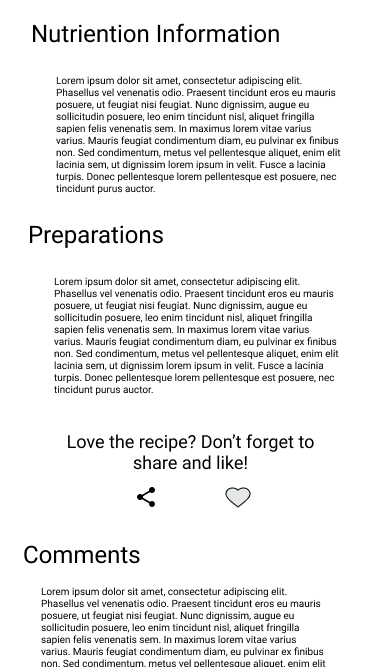 Nutriention Information
Lorem ipsum dolor sit amet, consectetur adipiscing elit.
Phasellus vel venenatis odio. Praesent tincidunt eros eu mauris
posuere, ut feugiat nisi feugiat. Nunc dignissim, augue eu
sollicitudin posuere, leo enim tincidunt nisl, aliquet fringilla
sapien felis venenatis sem. In maximus lorem vitae varius
varius. Mauris feugiat condimentum diam, eu pulvinar ex finibus
non. Sed condimentum, metus vel pellentesque aliquet, enim elit
lacinia sem, ut dignissim lorem ipsum in velit. Fusce a lacinia
turpis. Donec pellentesque lorem pellentesque est posuere, nec
tincidunt purus auctor.
Preparations
Lorem ipsum dolor sit amet, consectetur adipiscing elit.
Phasellus vel venenatis odio. Praesent tincidunt eros eu mauris
posuere, ut feugiat nisi feugiat. Nunc dignissim, augue eu
sollicitudin posuere, leo enim tincidunt nisl, aliquet fringilla
sapien felis venenatis sem. In maximus lorem vitae varius
varius. Mauris feugiat condimentum diam, eu pulvinar ex finibus
non. Sed condimentum, metus vel pellentesque aliquet, enim elit
lacinia sem, ut dignissim lorem ipsum in velit. Fusce a lacinia
turpis. Donec pellentesque lorem pellentesque est posuere, nec
tincidunt purus auctor.
Love the recipe? Don’t forget to
share and like!
Comments
Lorem ipsum dolor sit amet, consectetur adipiscing elit.
Phasellus vel venenatis odio. Praesent tincidunt eros eu mauris
posuere, ut feugiat nisi feugiat. Nunc dignissim, augue eu
sollicitudin posuere, leo enim tincidunt nisl, aliquet fringilla
sapien felis venenatis sem. In maximus lorem vitae varius
varius. Mauris feugiat condimentum diam, eu pulvinar ex finibus
non. Sed condimentum, metus vel pellentesque aliquet, enim elit